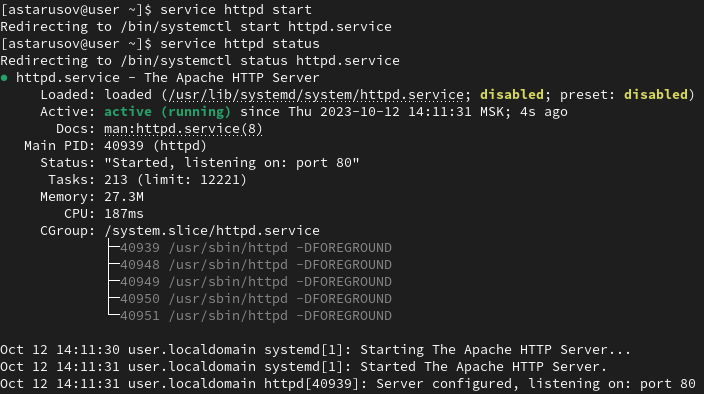 [astarusov@user ~]$ service httpd start
Redirecting to /bin/systemctl start httpd.service
[astarusov@user ~]$ service httpd status
Redirecting to /bin/systemctl status httpd.service
● httpd.service - The Apache HTTP Server
     Loaded: loaded (/usr/lib/systemd/system/httpd.service; disabled; preset: disabled)
     Active: active (running) since Thu 2023-10-12 14:11:31 MSK; 4s ago
       Docs: man:httpd.service(8)
   Main PID: 40939 (httpd)
     Status: "Started, listening on: port 80"
      Tasks: 213 (limit: 12221)
     Memory: 27.3M
        CPU: 187ms
     CGroup: /system.slice/httpd.service
             ├─40939 /usr/sbin/httpd -DFOREGROUND
             ├─40948 /usr/sbin/httpd -DFOREGROUND
             ├─40949 /usr/sbin/httpd -DFOREGROUND
             ├─40950 /usr/sbin/httpd -DFOREGROUND
             └─40951 /usr/sbin/httpd -DFOREGROUND

Oct 12 14:11:30 user.localdomain systemd[1]: Starting The Apache HTTP Server...
Oct 12 14:11:31 user.localdomain systemd[1]: Started The Apache HTTP Server.
Oct 12 14:11:31 user.localdomain httpd[40939]: Server configured, listening on: port 80